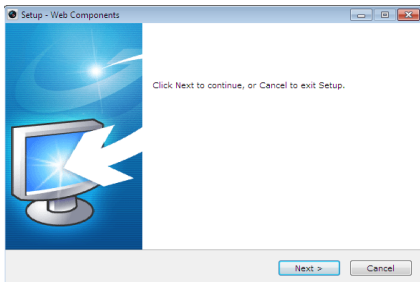 Setup - Web Components
Click Next to continue, or Cancel to exit Setup.
Next >
Cancel